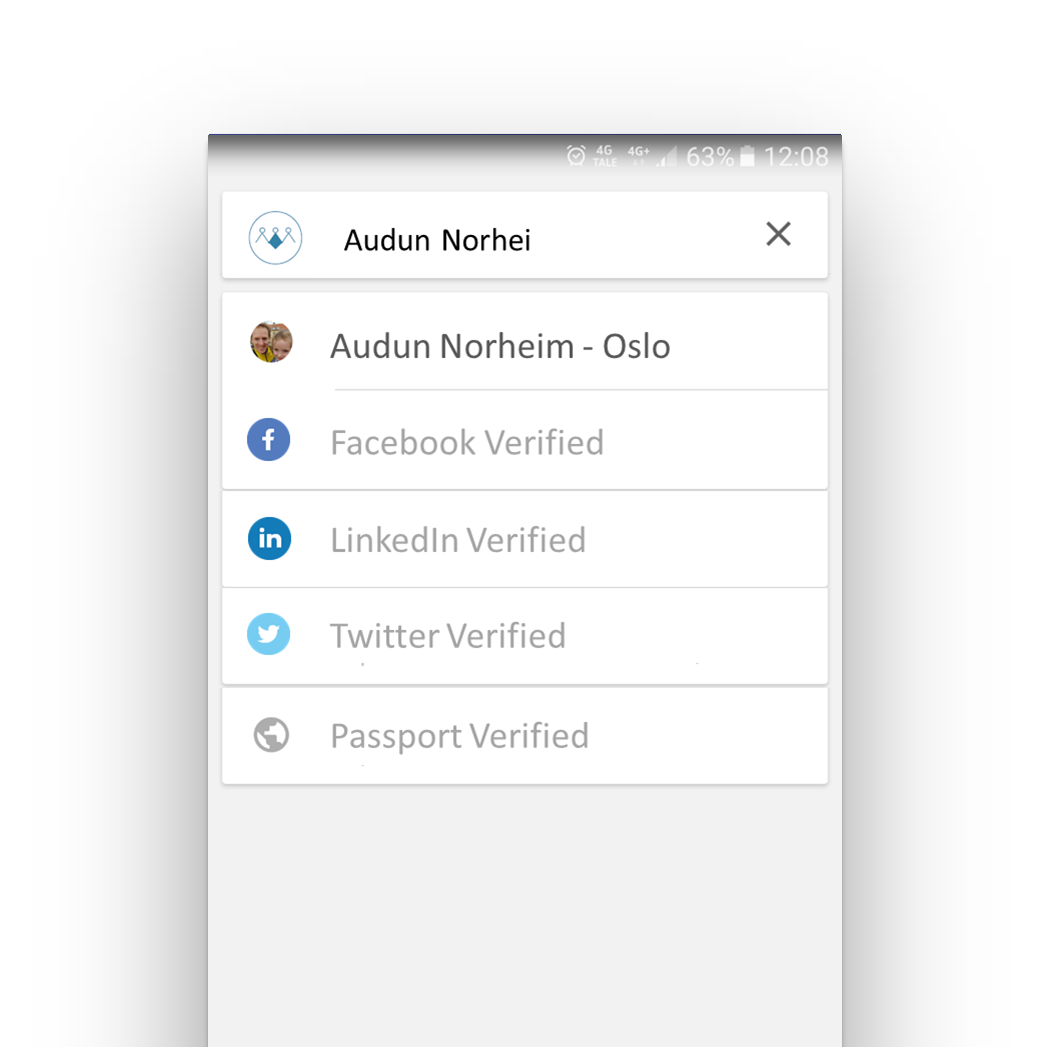 4G TALE 4G+ 63% 12:08
Audun Norhei
Audun Norheim - Oslo
Facebook Verified
LinkedIn Verified
Twitter Verified
Passport Verified